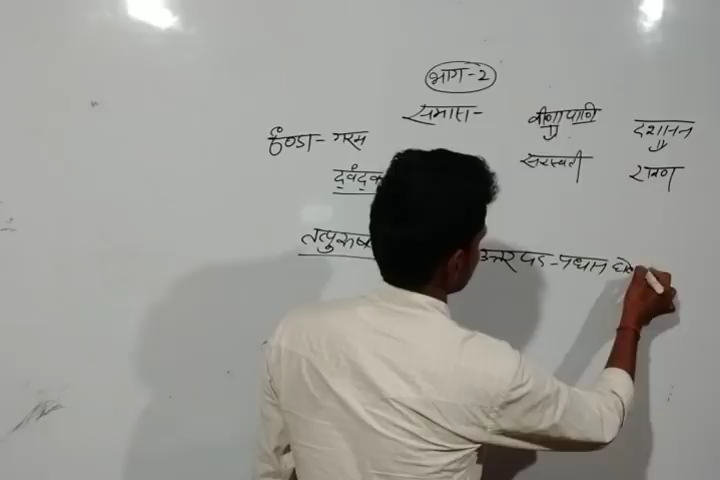 भाग-2
समास-
ठंण्डा- गरम
वीणापाणि
दशानन
सरस्वती
रावण
तत्पुरूष
उत्तर पद - प्रधान